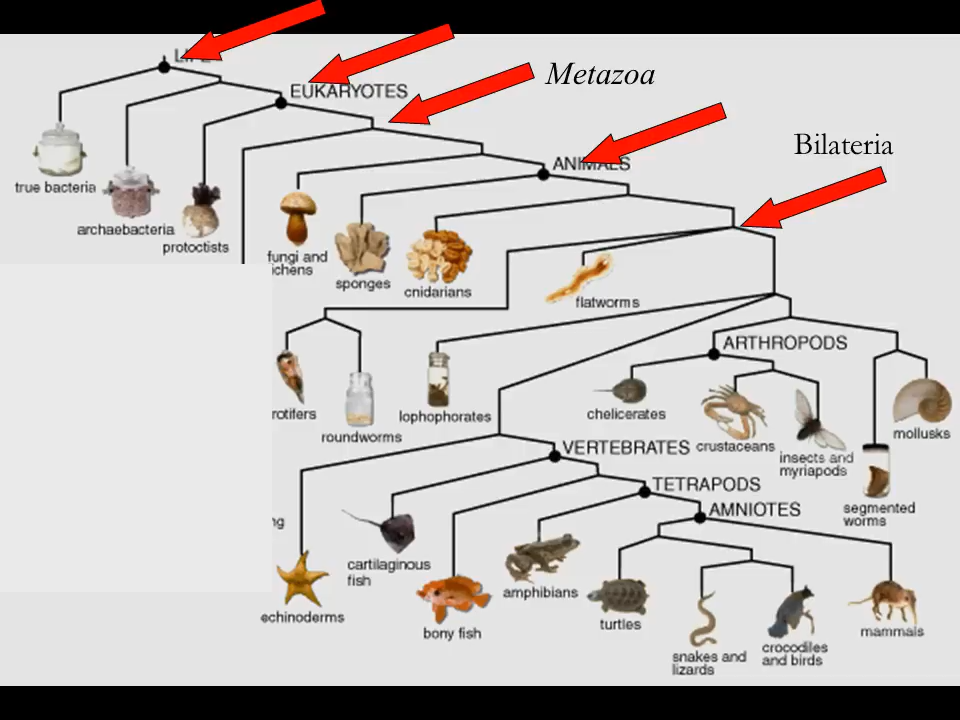 LIFE
EUKARYOTES
Metazoa
Bilateria
ANIMALS
true bacteria
archaebacteria
protoctists
fungi and
lichens
sponges
cnidarians
flatworms
rotifers
roundworms
lophophorates
ARTHROPODS
chelicerates
crustaceans
insects and
myriapods
mollusks
segmented
worms
VERTEBRATES
TETRAPODS
AMNIOTES
cartilaginous
fish
echinoderms
bony fish
amphibians
turtles
snakes and
lizards
crocodiles
and birds
mammals